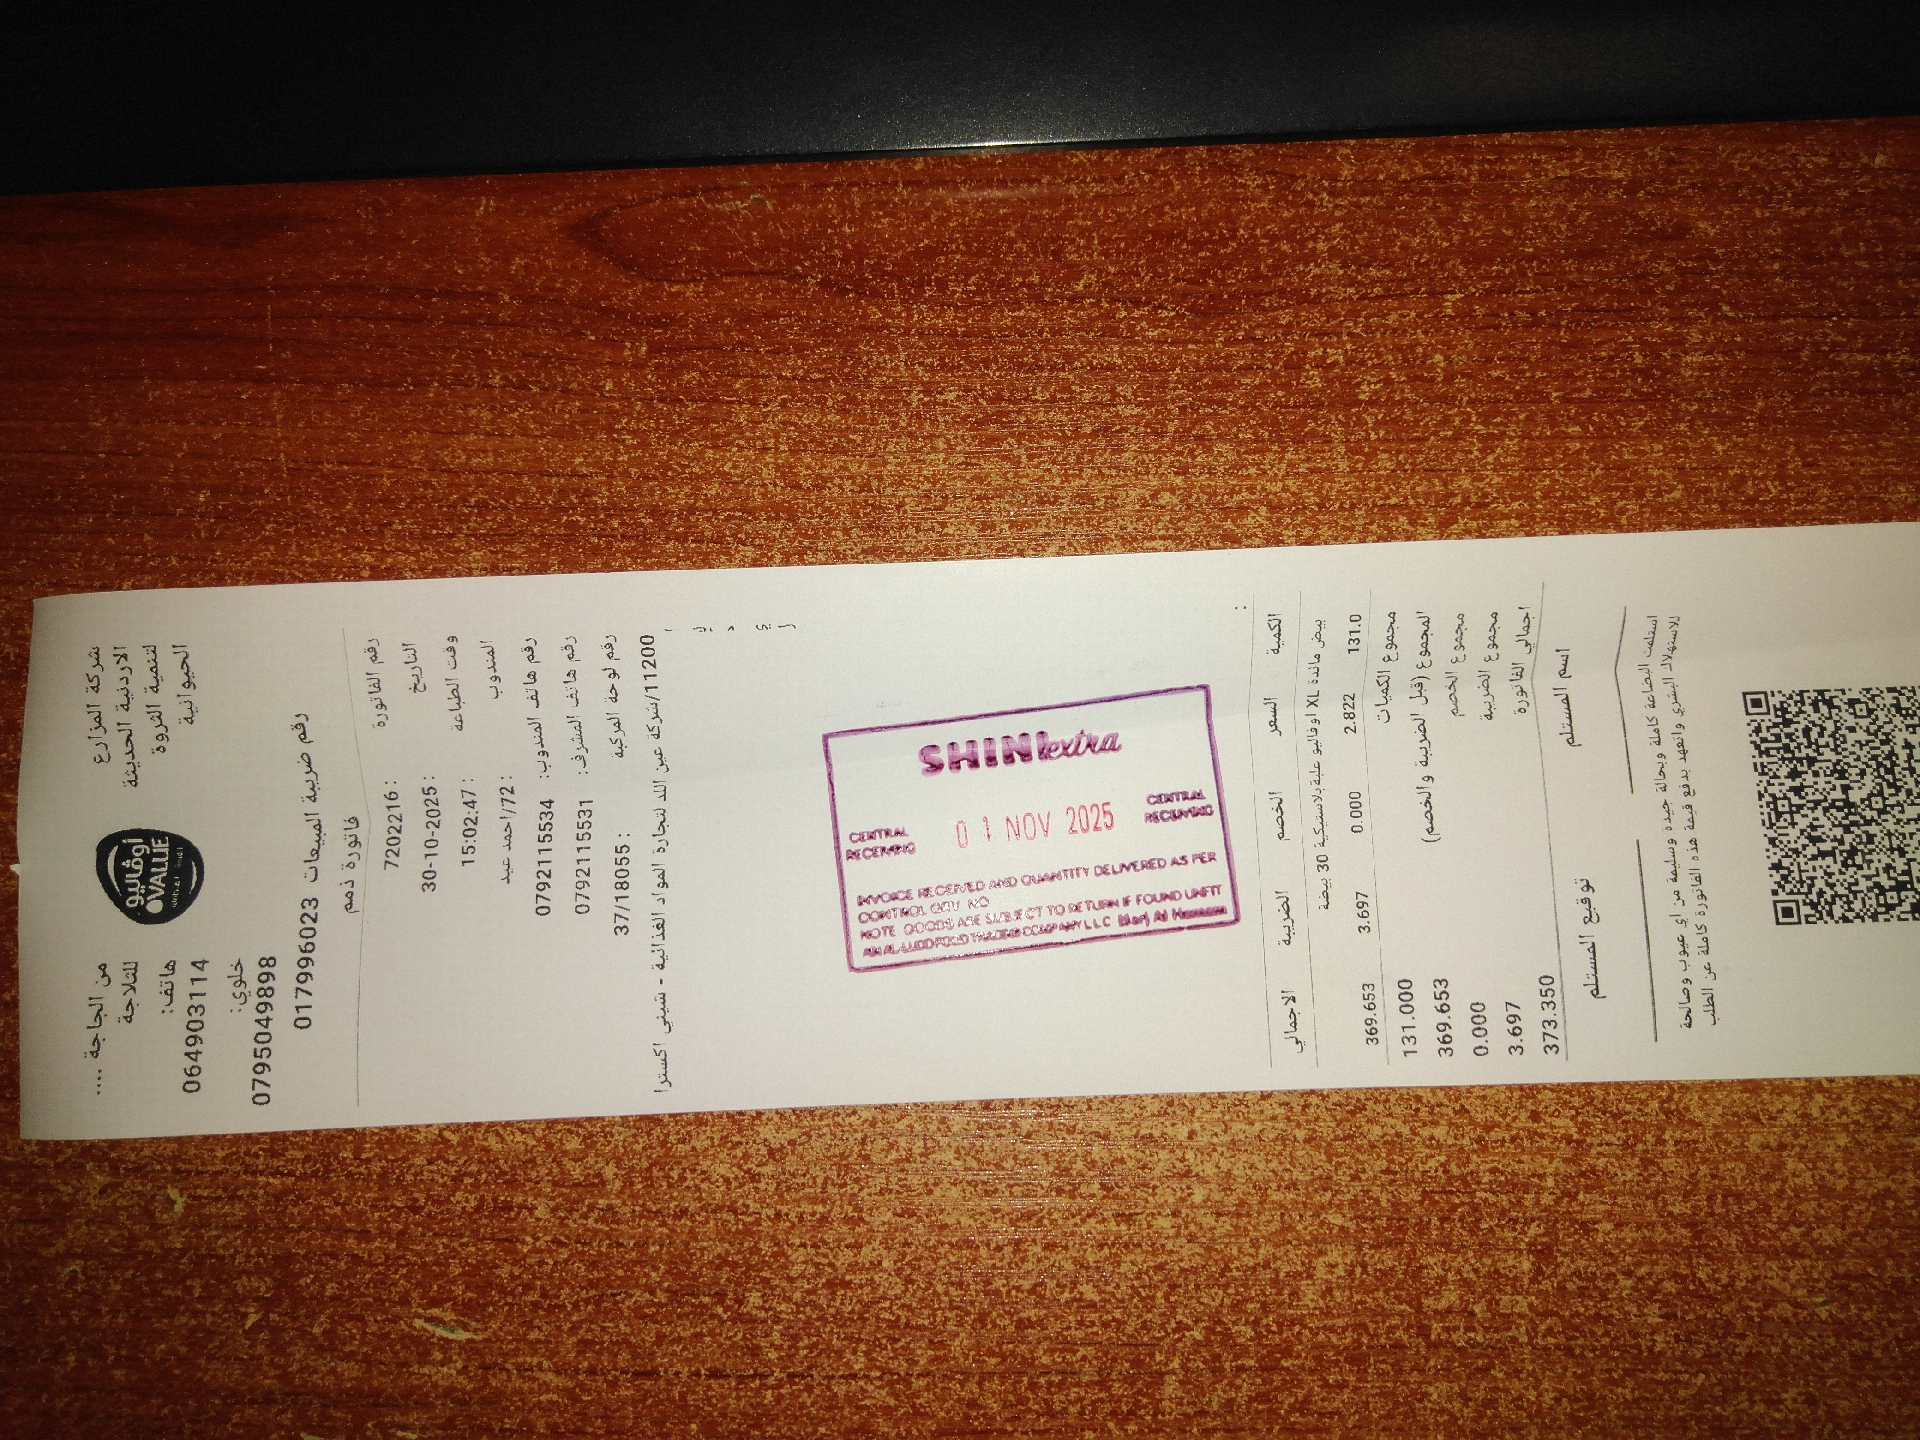 شركة المزارع
الاردنية الحديثة
لتنمية الثروة
الحيوانية
أوڤاليو
OVALUE
من الجاجة ....
للثلاجة
هاتف:
064903114
خلوي:
0795049898
رقم ضريبة المبيعات 017996023
فاتورة ذمم
رقم الفاتورة : 7202216
التاريخ : 30-10-2025
وقت الطباعة : 15:02:47
المندوب : 72/احمد عبيد
رقم هاتف المندوب: 0792115534
رقم هاتف المشرف: 0792115531
رقم لوحة المركبة : 37/18055
11200/شركة عين اللد لتجارة المواد الغذائية - شيني اكسترا
SHINI extra
CENTRAL RECEIVING
0 1 NOV 2025
CENTRAL RECEIVING
INVOICE RECEIVED AND QUANTITY DELIVERED AS PER
CONTROL NO
NOTE GOODS ARE SUBJECT TO RETURN IF FOUND UNFIT
AIN AL-LUDD FOOD TRADING COMPANY L.L.C
:
الكمية السعر الخصم الضريبة الاجمالي
بيض مائدة XL اوفاليو علبة بلاستيكية 30 بيضة
131.0 2.822 0.000 3.697 369.653
مجموع الكميات 131.000
المجموع (قبل الضريبة والخصم) 369.653
مجموع الخصم 0.000
مجموع الضريبة 3.697
اجمالي الفاتورة 373.350
اسم المستلم توقيع المستلم
استلمت البضاعة كاملة وبحالة جيدة وسليمة من اي عيوب وصالحة
للاستهلاك البشري واتعهد بدفع قيمة هذه الفاتورة كاملة عن الطلب